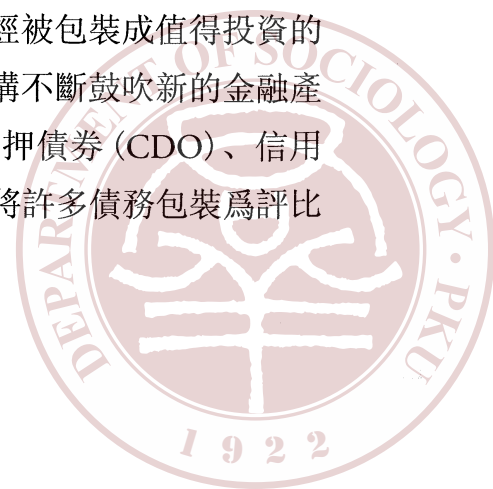 經被包裝成值得投資的
構不斷鼓吹新的金融產
押債券(CDO)、信用
將許多債務包裝爲評比
DEPARTMENT OF SOCIOLOGY · PKU
1922